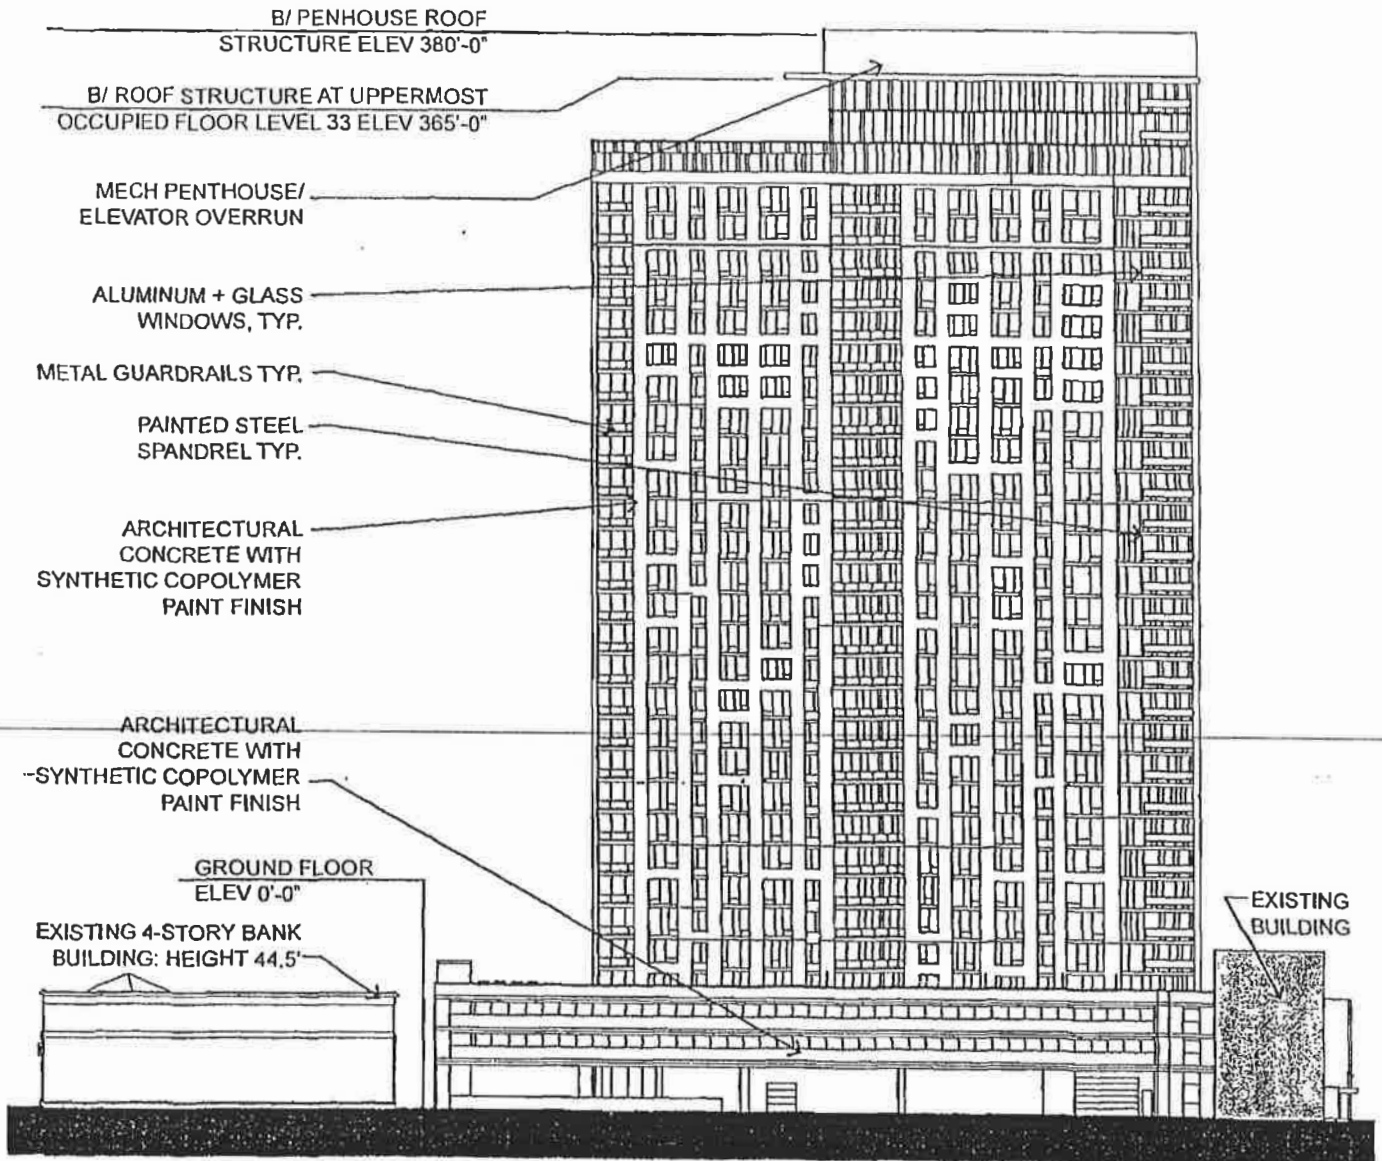 B/ PENHOUSE ROOF
STRUCTURE ELEV 380'-0"
B/ ROOF STRUCTURE AT UPPERMOST
OCCUPIED FLOOR LEVEL 33 ELEV 365'-0"
MECH PENTHOUSE/
ELEVATOR OVERRUN
ALUMINUM + GLASS
WINDOWS, TYP.
METAL GUARDRAILS TYP.
PAINTED STEEL
SPANDREL TYP.
ARCHITECTURAL
CONCRETE WITH
SYNTHETIC COPOLYMER
PAINT FINISH
ARCHITECTURAL
CONCRETE WITH
SYNTHETIC COPOLYMER
PAINT FINISH
GROUND FLOOR
ELEV 0'-0"
EXISTING 4-STORY BANK
BUILDING: HEIGHT 44.5'
EXISTING
BUILDING